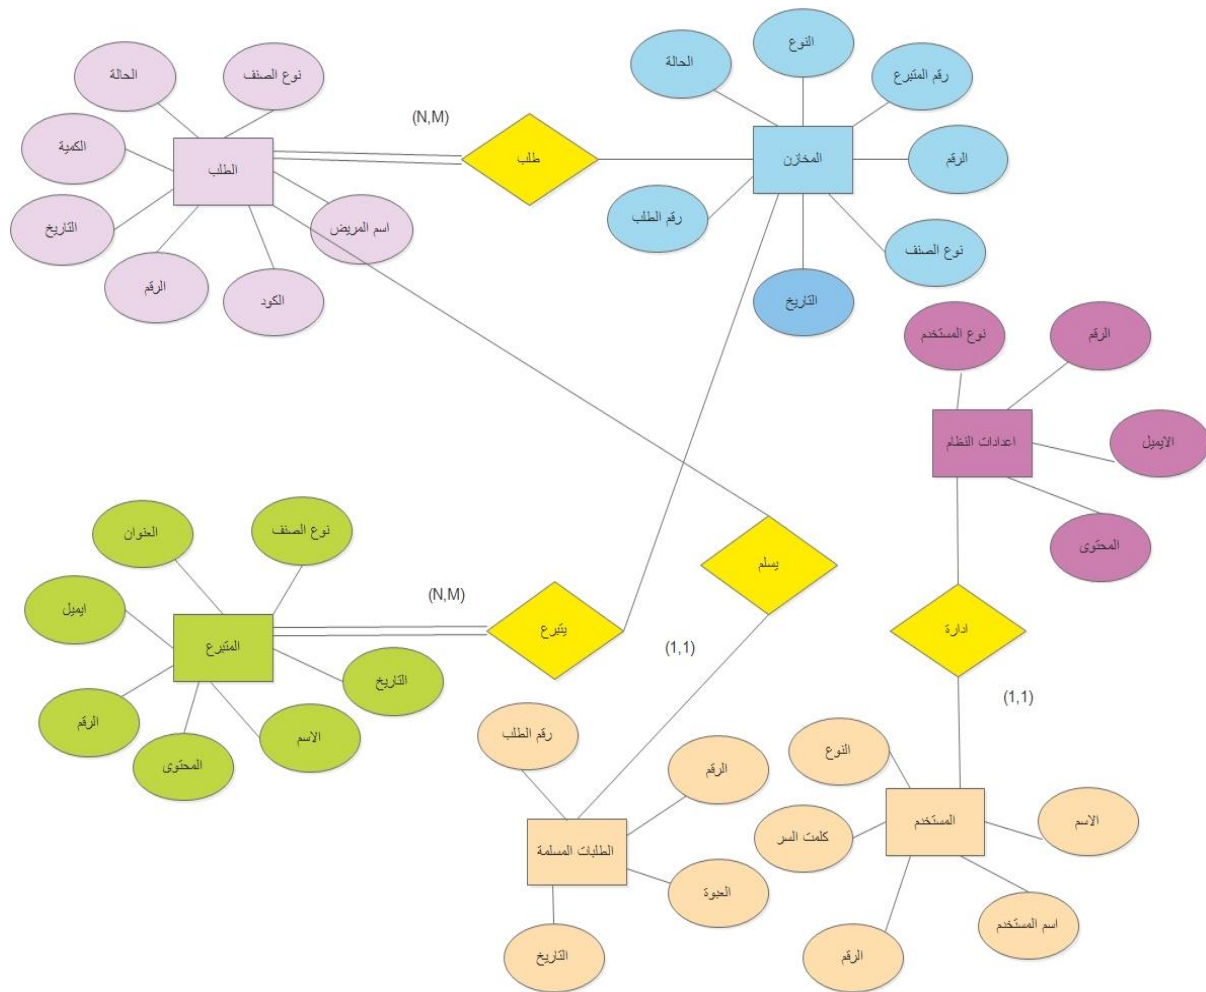 النوع
الحالة
نوع الصنف
الحالة
رقم المتبرع
(N,M)
الكمية
الطلب
طلب
المخازن
الرقم
التاريخ
اسم المريض
رقم الطلب
نوع الصنف
الرقم
الكود
التاريخ
نوع المستخدم
الرقم
اعدادات النظام
الايميل
المحتوى
العنوان
نوع الصنف
يسلم
ايميل
(N,M)
يتبرع
ادارة
المتبرع
(1,1)
التاريخ
(1,1)
الرقم
الاسم
المحتوى
رقم الطلب
الرقم
النوع
الاسم
المستخدم
كلمت السر
الطلبات المسلمة
العبوة
اسم المستخدم
التاريخ
الرقم